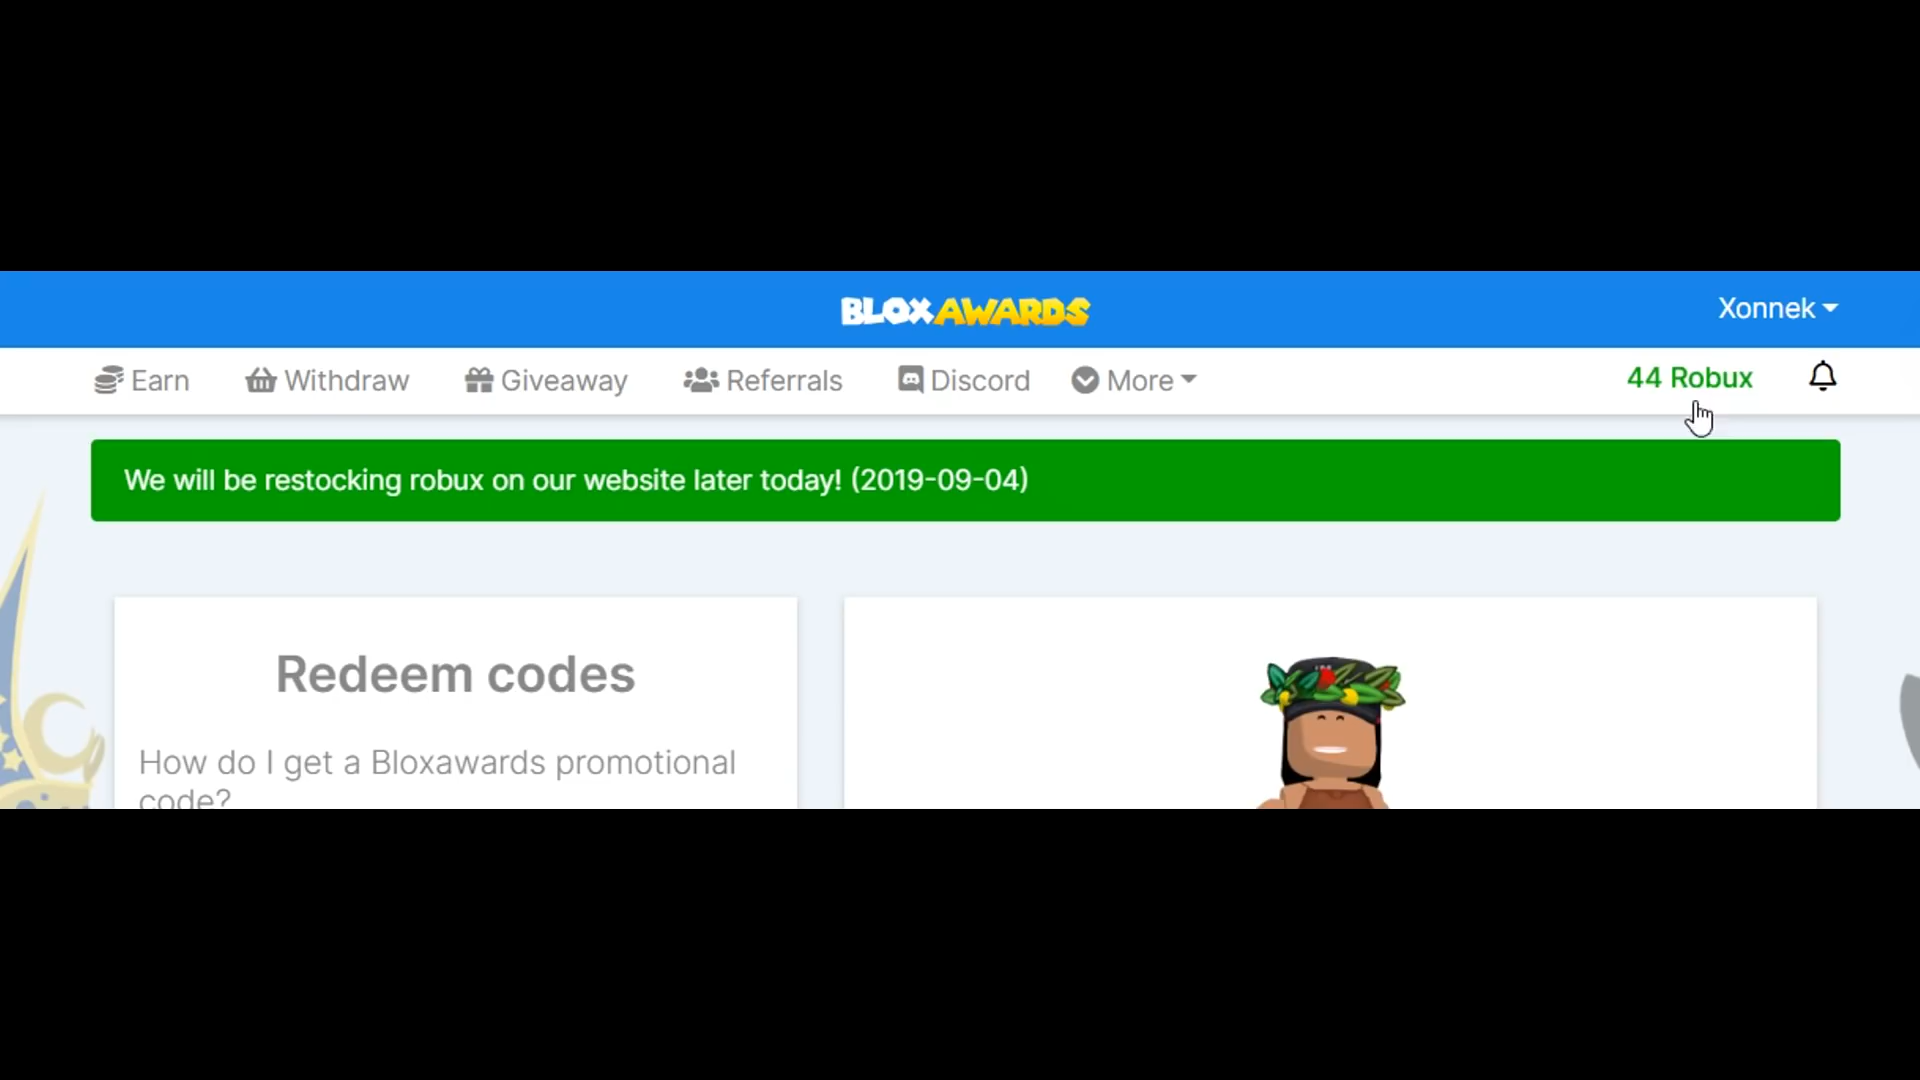 BLOXAWARDS
Xonnek
Earn Withdraw Giveaway Referrals Discord More 44 Robux
We will be restocking robux on our website later today! (2019-09-04)
Redeem codes
How do I get a Bloxawards promotional
code?